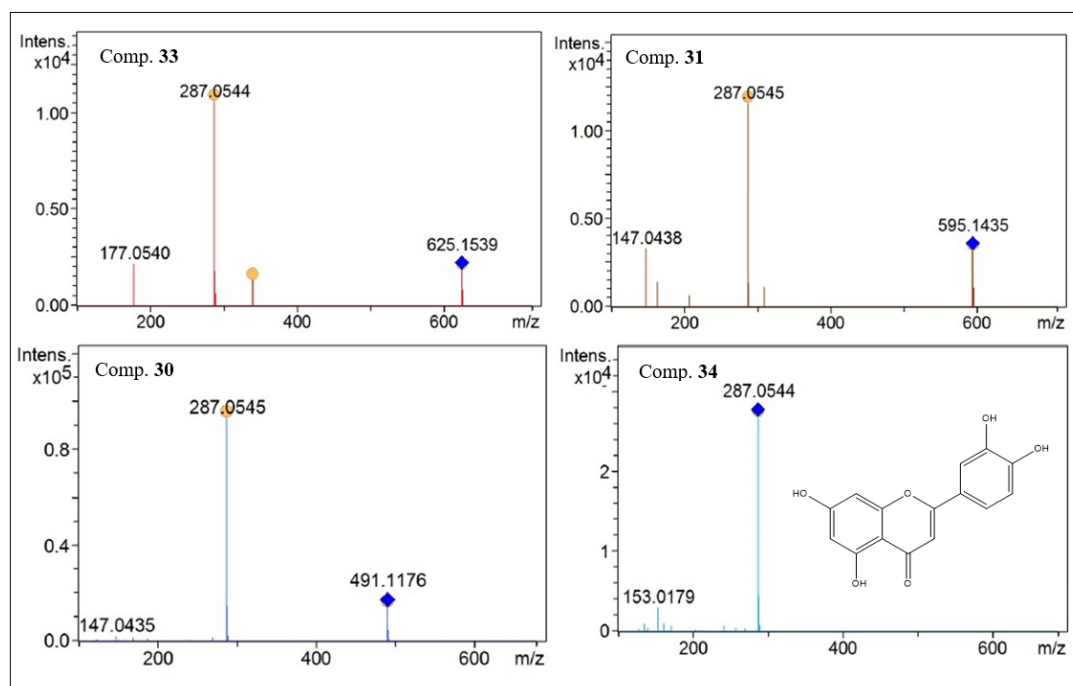 Intens.
x10⁴
Comp. 33
287.0544
1.00
0.50
177.0540
625.1539
0.00
200
400
600
m/z
Intens.
x10⁴
Comp. 31
287.0545
1.00
0.50
595.1435
147.0438
0.00
200
400
600
m/z
Intens.
x10⁵
Comp. 30
287.0545
0.8
0.4
491.1176
147.0435
0.0
200
400
600
m/z
Intens.
x10⁴
Comp. 34
287.0544
OH
OH
2
HO
O
1
153.0179
OH
O
0
200
400
600
m/z